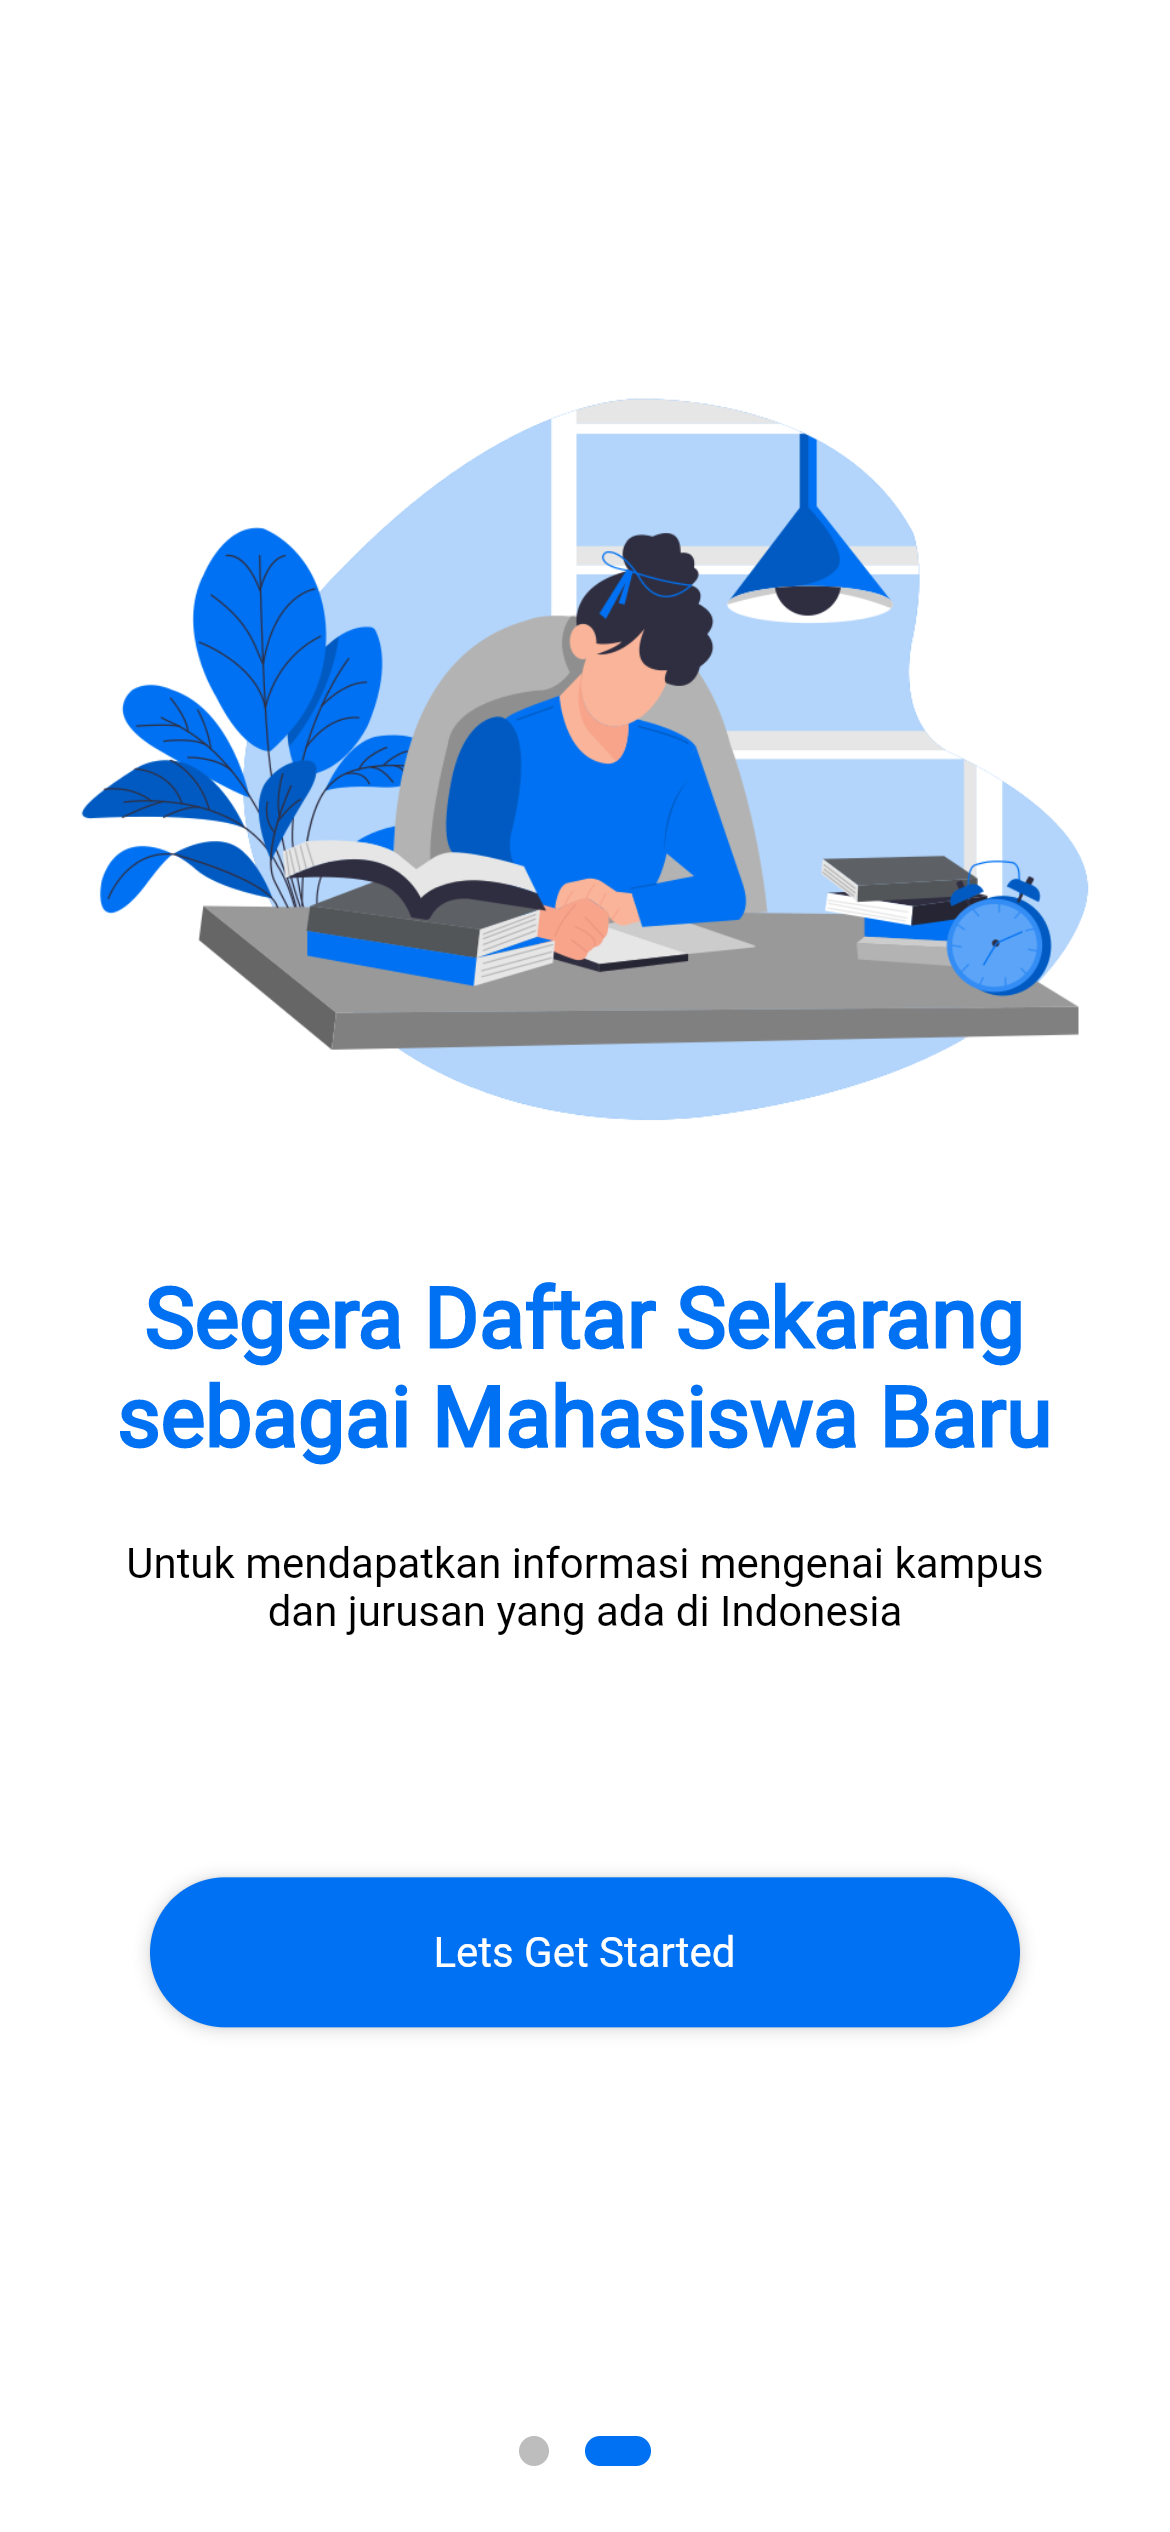 Segera Daftar Sekarang
sebagai Mahasiswa Baru
Untuk mendapatkan informasi mengenai kampus
dan jurusan yang ada di Indonesia
Lets Get Started